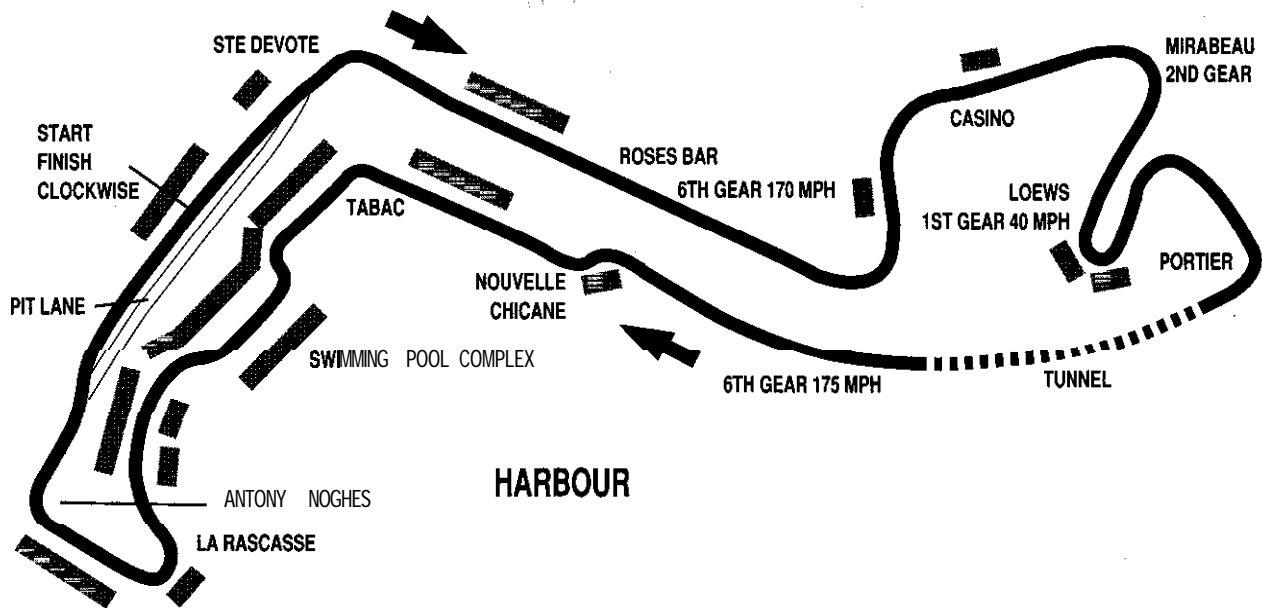 STE DEVOTE
MIRABEAU
2ND GEAR
CASINO
START
FINISH
CLOCKWISE
ROSES BAR
6TH GEAR 170 MPH
LOEWS
1ST GEAR 40 MPH
TABAC
PORTIER
NOUVELLE
CHICANE
PIT LANE
SWIMMING POOL COMPLEX
6TH GEAR 175 MPH
TUNNEL
HARBOUR
ANTONY NOGHES
LA RASCASSE